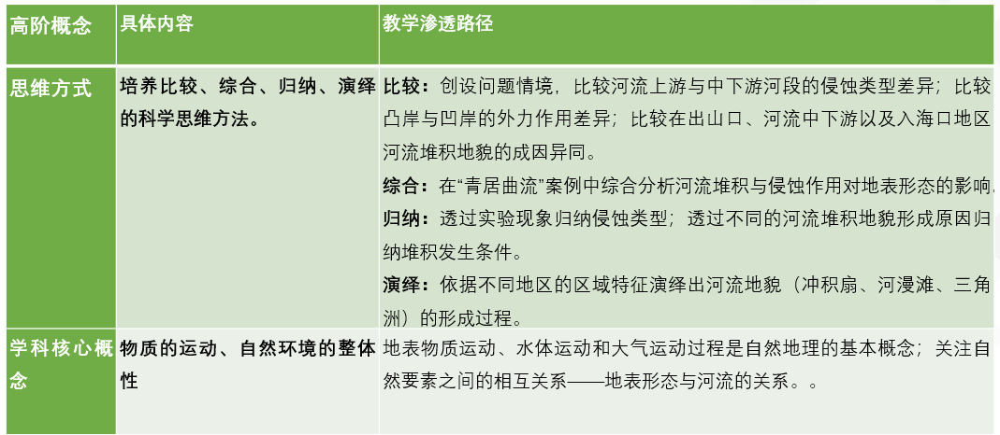 高阶概念
具体内容
教学渗透路径
思维方式
培养比较、综合、归纳、演绎
的科学思维方法。
比较：创设问题情境，比较河流上游与中下游河段的侵蚀类型差异；比较
凸岸与凹岸的外力作用差异；比较在出山口、河流中下游以及入海口地区
河流堆积地貌的成因异同。
综合：在“青居曲流”案例中综合分析河流堆积与侵蚀作用对地表形态的影响。
归纳：透过实验现象归纳侵蚀类型；透过不同的河流堆积地貌形成原因归
纳堆积发生条件。
演绎：依据不同地区的区域特征演绎出河流地貌（冲积扇、河漫滩、三角
洲）的形成过程。
学科核心概
念
物质的运动、自然环境的整体
性
地表物质运动、水体运动和大气运动过程是自然地理的基本概念；关注自
然要素之间的相互关系——地表形态与河流的关系。。